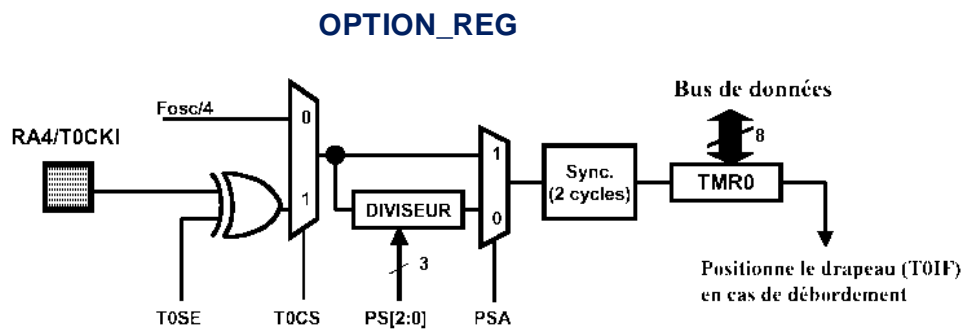 OPTION_REG
Fosc/4
RA4/T0CKI
0
1
T0SE
T0CS
DIVISEUR
3
PS[2:0]
1
0
PSA
Sync.
(2 cycles)
Bus de données
8
TMR0
Positionne le drapeau (T0IF)
en cas de débordement